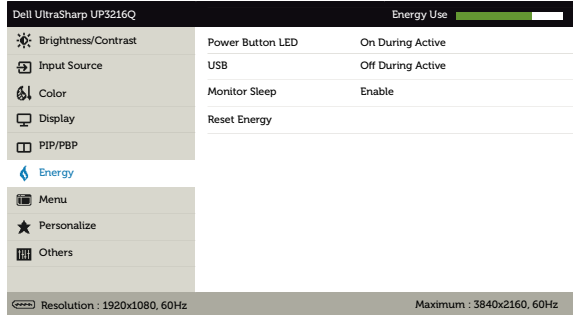 Dell UltraSharp UP3216Q Energy Use
Brightness/Contrast Power Button LED On During Active
Input Source USB Off During Active
Color Monitor Sleep Enable
Display Reset Energy
PIP/PBP
Energy
Menu
Personalize
Others
Resolution : 1920x1080, 60Hz Maximum : 3840x2160, 60Hz